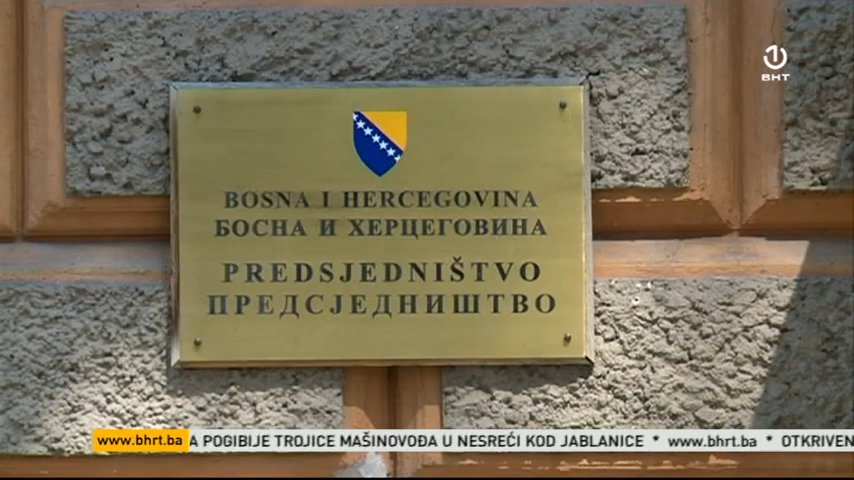 BHT
BOSNA I HERCEGOVINA
БОСНА И ХЕРЦЕГОВИНА
PREDSJEDNIŠTVO
ПРЕДСЈЕДНИШТВО
www.bhrt.ba A POGIBIJE TROJICE MAŠINOVOĐA U NESREĆI KOD JABLANICE * www.bhrt.ba * OTKRIVEN